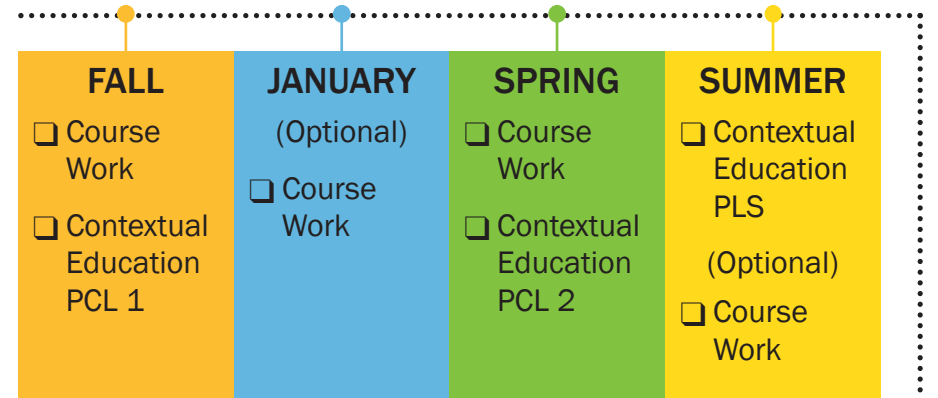 FALL
❏ Course
Work
❏ Contextual
Education
PCL 1
JANUARY
(Optional)
❏ Course
Work
SPRING
❏ Course
Work
❏ Contextual
Education
PCL 2
SUMMER
❏ Contextual
Education
PLS
(Optional)
❏ Course
Work